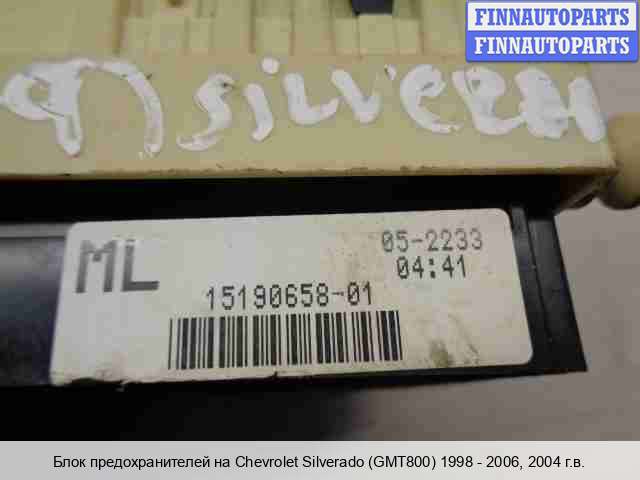 FINNAUTOPARTS
FINNAUTOPARTS
ML
05-2233
04:41
15190658-01
Блок предохранителей на Chevrolet Silverado (GMT800) 1998 - 2006, 2004 г.в.